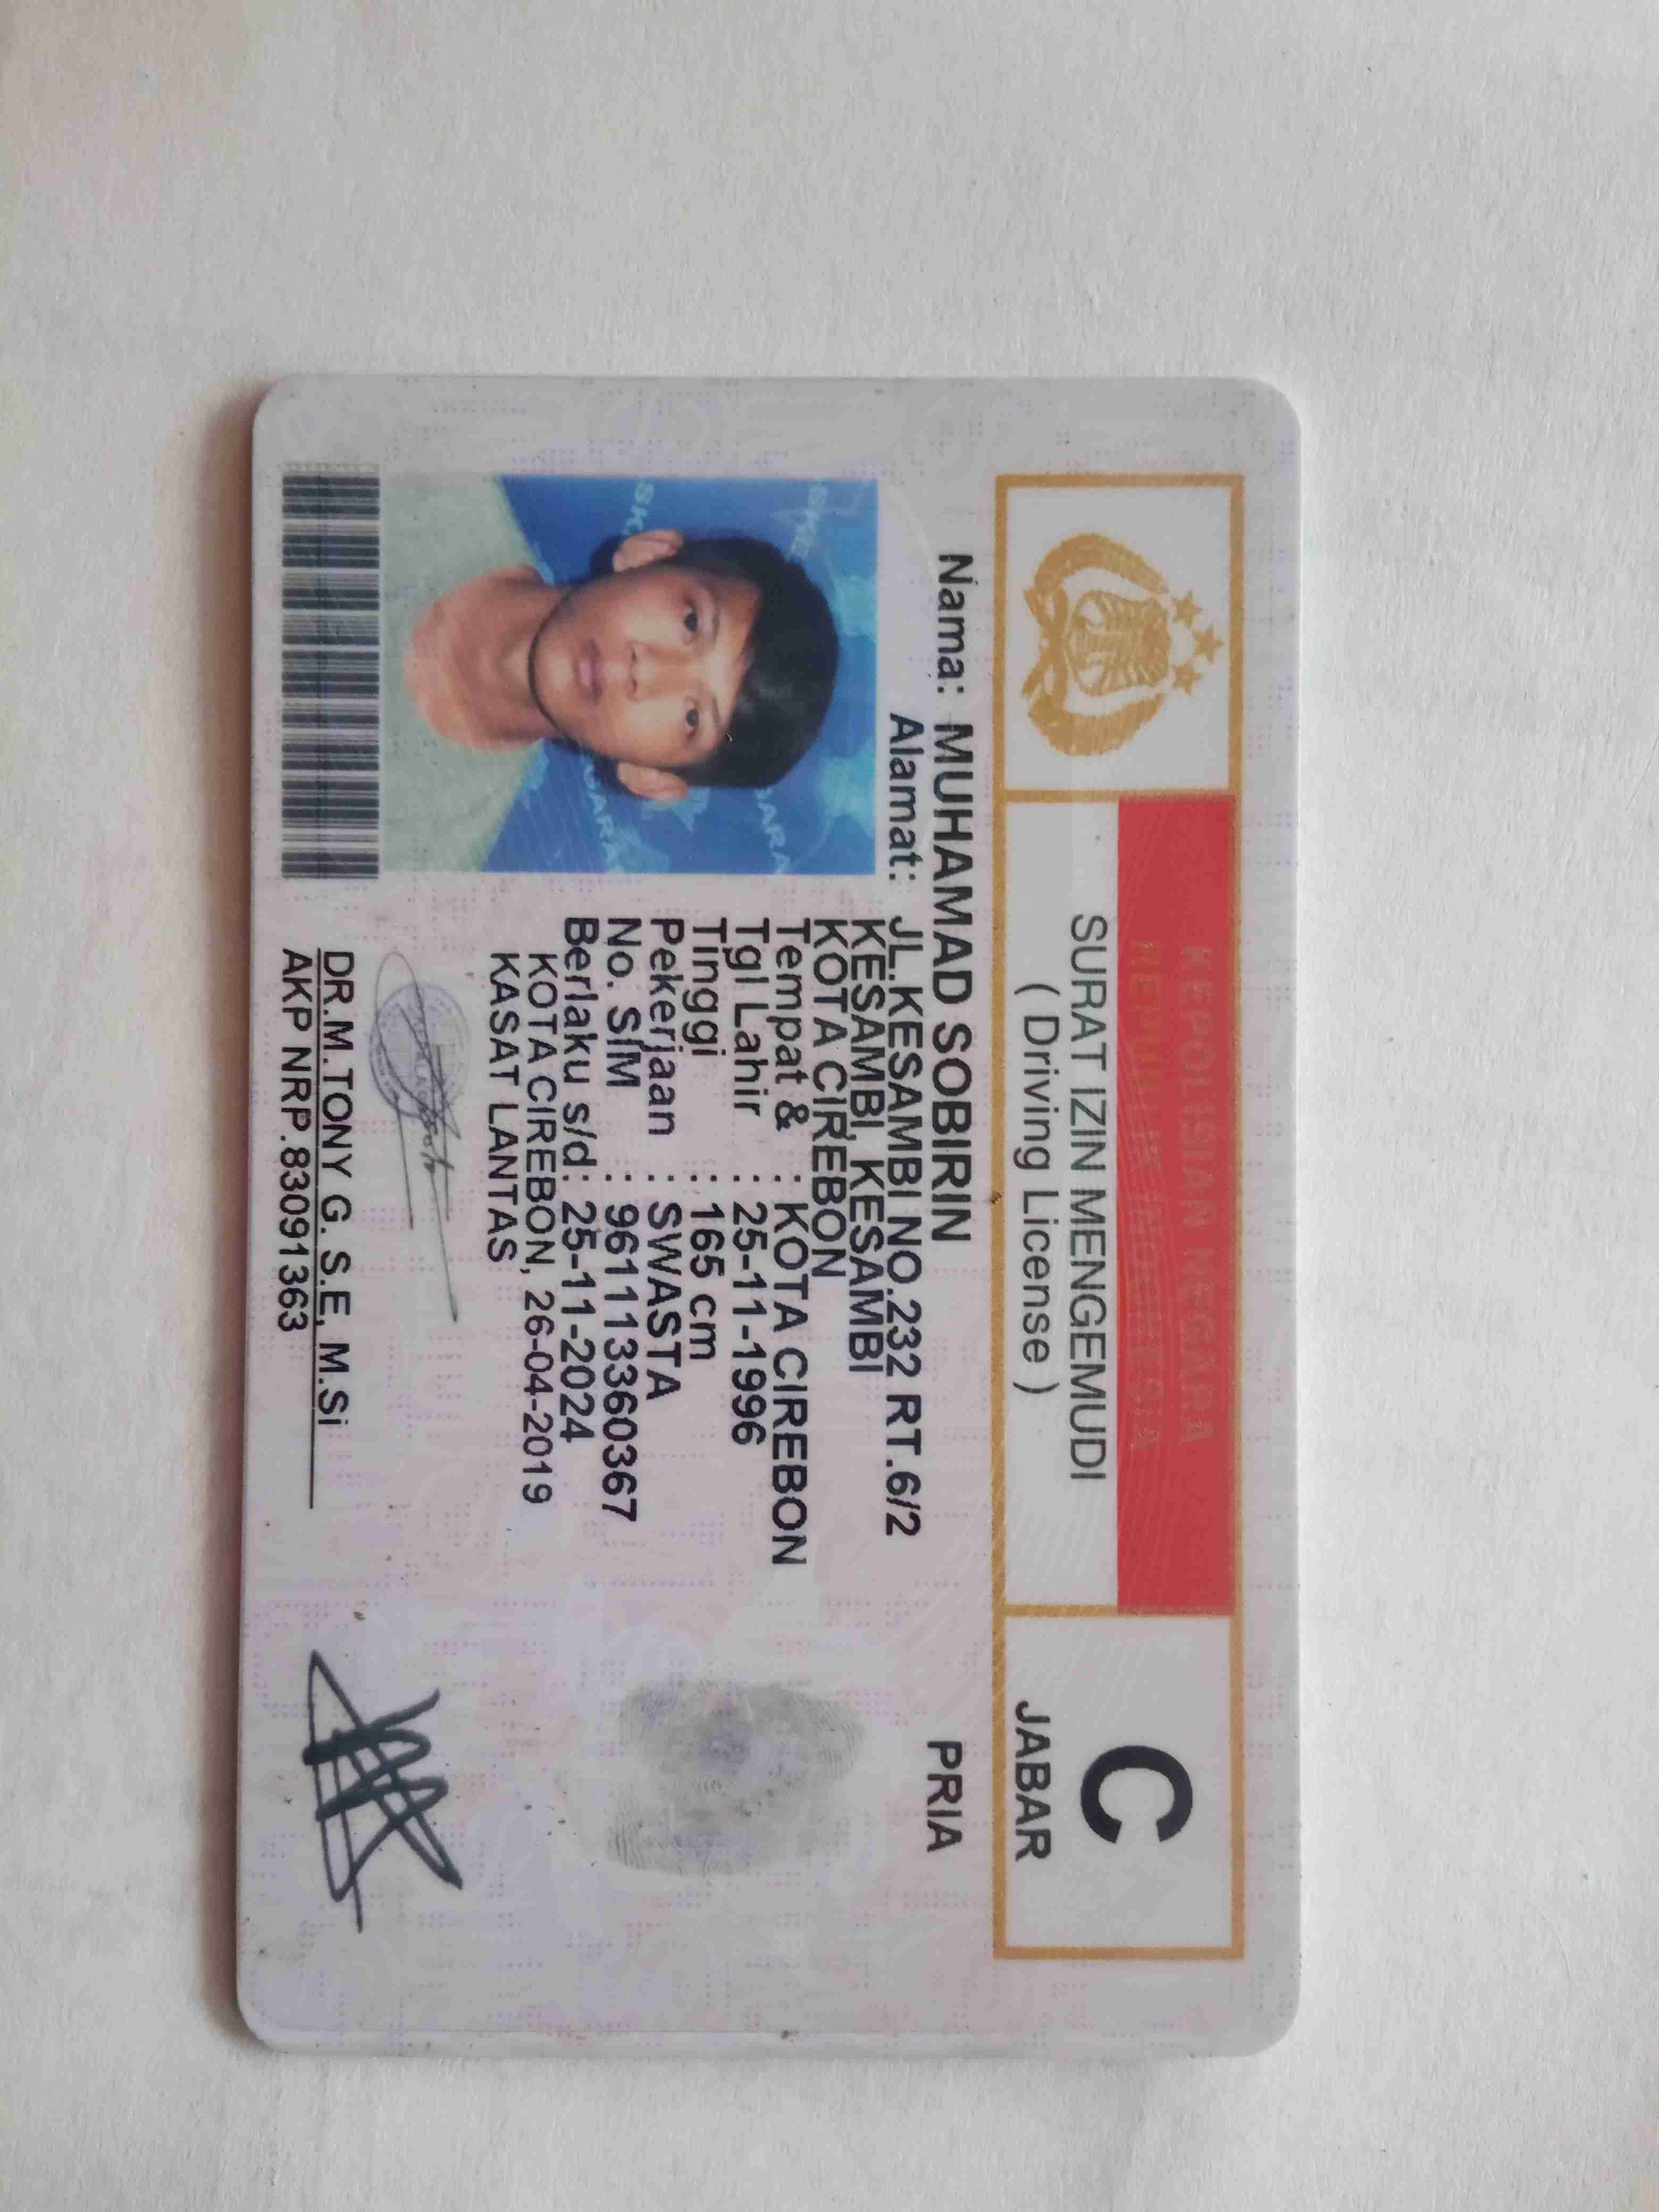 KEPOLISIAN NEGARA
REPUBLIK INDONESIA
SURAT IZIN MENGEMUDI
( Driving License )
C
JABAR
Nama: MUHAMAD SOBIRIN
PRIA
Alamat: JL.KESAMBI NO.232 RT.6/2
KESAMBI, KESAMBI
KOTA CIREBON
Tempat & : KOTA CIREBON
Tgl Lahir : 25-11-1996
Tinggi : 165 cm
Pekerjaan : SWASTA
No. SIM : 961113360367
Berlaku s/d: 25-11-2024
KOTA CIREBON, 26-04-2019
KASAT LANTAS
DR.M.TONY G. S.E, M.Si
AKP NRP.83091363